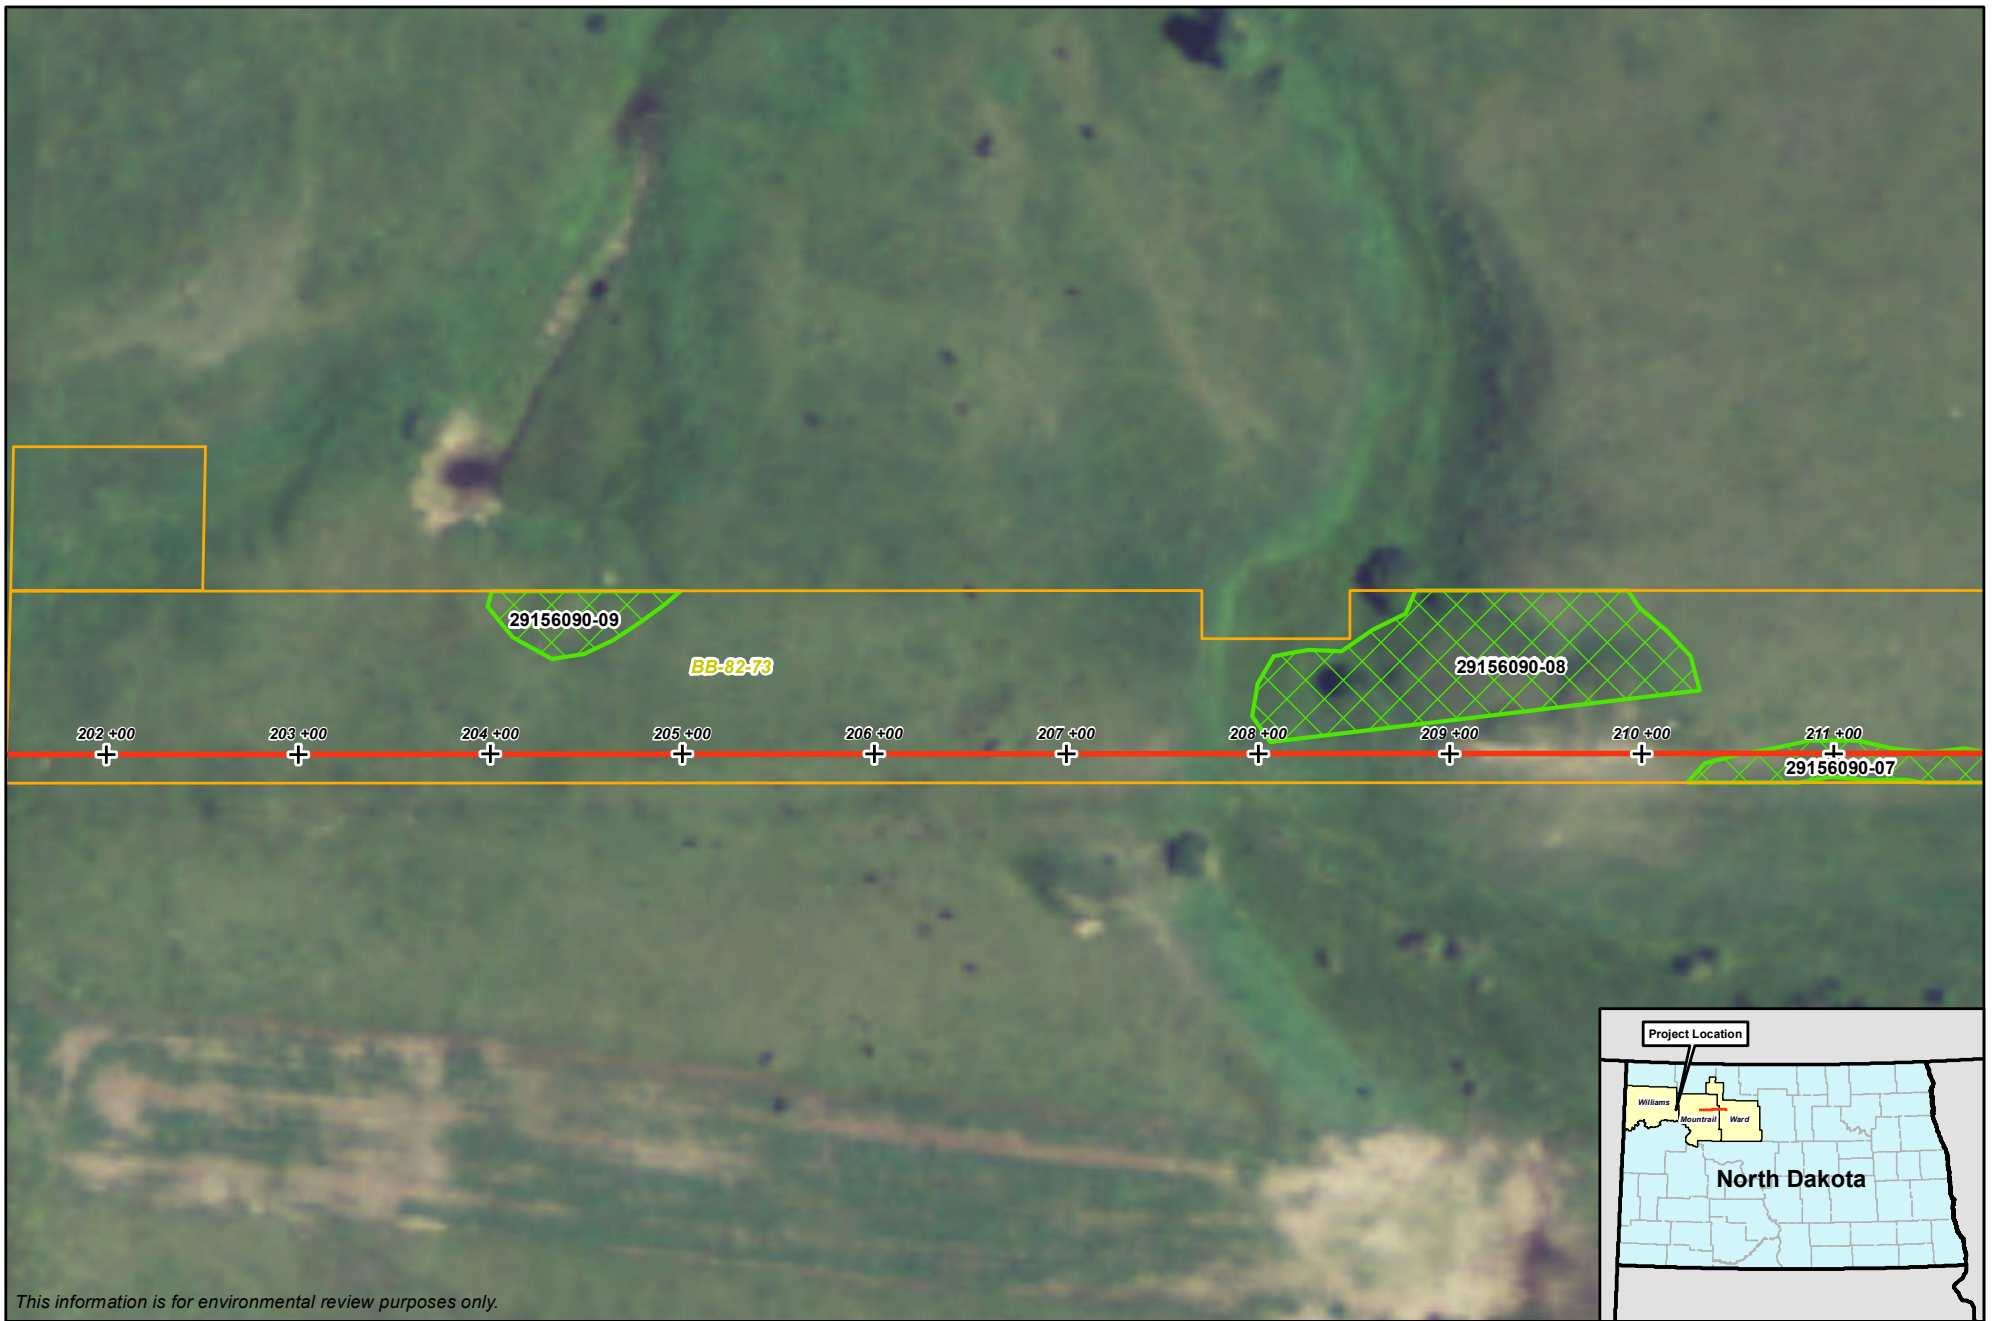 29156090-09
BB-82-73
29156090-08
202 +00
203 +00
204 +00
205 +00
206 +00
207 +00
208 +00
209 +00
210 +00
211 +00
29156090-07
Project Location
Williams
Mountrail
Ward
North Dakota
This information is for environmental review purposes only.